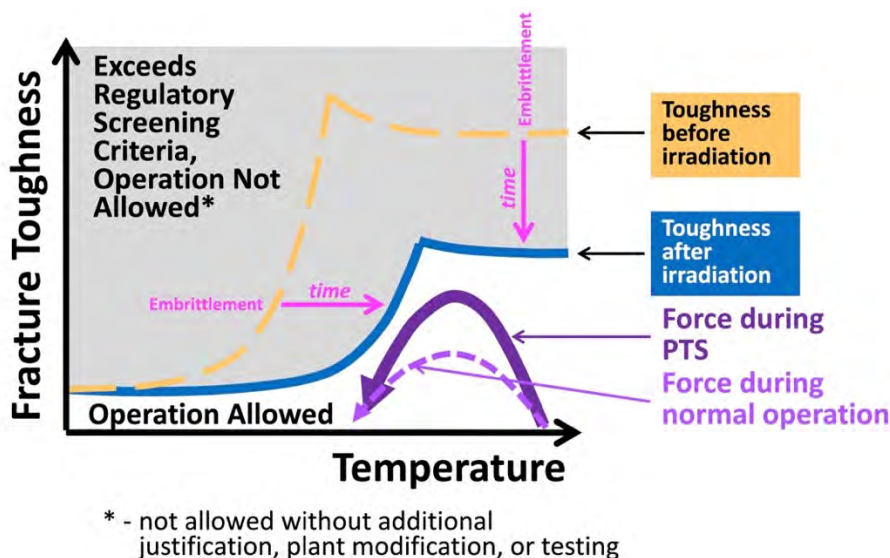 Fracture Toughness
Exceeds
Regulatory
Screening
Criteria,
Operation Not
Allowed*
Embrittlement
time
Embrittlement
time
Operation Allowed
Temperature
Toughness
before
irradiation
Toughness
after
irradiation
Force during
PTS
Force during
normal operation
* - not allowed without additional
justification, plant modification, or testing